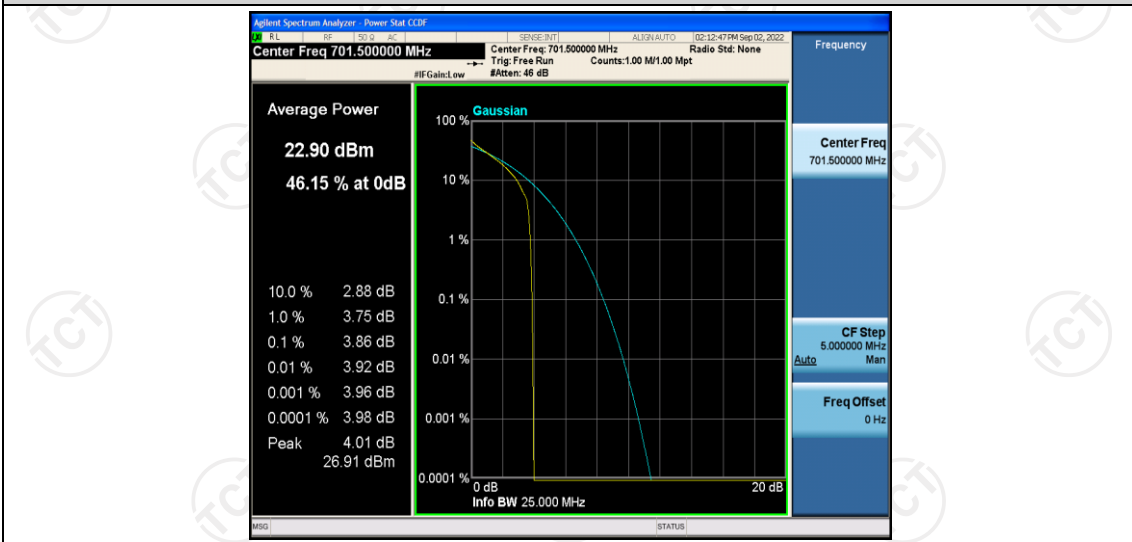 Agilent Spectrum Analyzer - Power Stat CCDF
LXI RL RF 50 Ω AC SENSE:INT ALIGN AUTO 02:12:47 PM Sep 02, 2022
Center Freq 701.500000 MHz
Center Freq: 701.500000 MHz Radio Std: None
Trig: Free Run Counts:1.00 M/1.00 Mpt
#IFGain:Low #Atten: 46 dB
Frequency
Average Power
22.90 dBm
46.15 % at 0dB
10.0 % 2.88 dB
1.0 % 3.75 dB
0.1 % 3.86 dB
0.01 % 3.92 dB
0.001 % 3.96 dB
0.0001 % 3.98 dB
Peak 4.01 dB
26.91 dBm
Gaussian
100 %
10 %
1 %
0.1 %
0.01 %
0.001 %
0.0001 %
0 dB 20 dB
Info BW 25.000 MHz
Center Freq
701.500000 MHz
CF Step
5.000000 MHz
Auto Man
Freq Offset
0 Hz
MSG STATUS
TCT
TCT
TCT
TCT
TCT
TCT